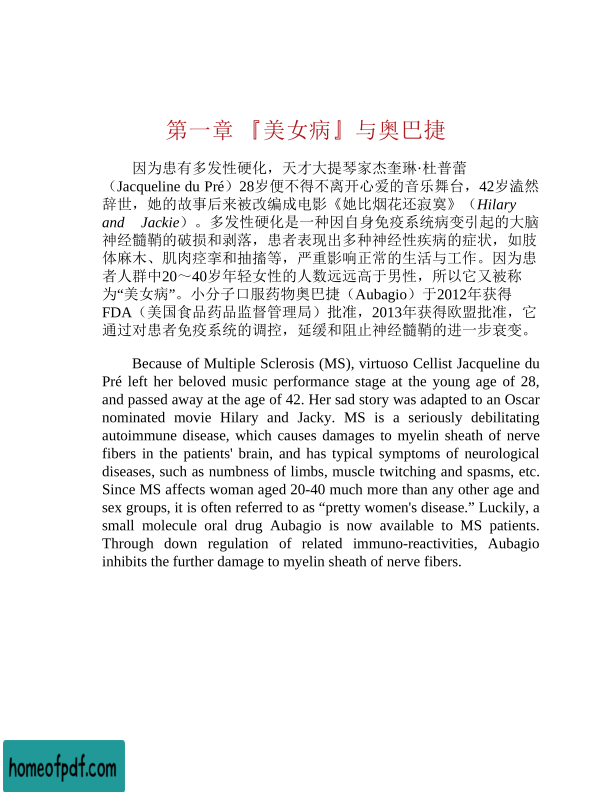 第一章 『美女病』与奥巴捷
因为患有多发性硬化，天才大提琴家杰奎琳·杜普蕾
（Jacqueline du Pré）28岁便不得不离开心爱的音乐舞台，42岁溘然
辞世，她的故事后来被改编成电影《她比烟花还寂寞》（Hilary
and Jackie）。多发性硬化是一种因自身免疫系统病变引起的大脑
神经髓鞘的破损和剥落，患者表现出多种神经性疾病的症状，如肢
体麻木、肌肉痉挛和抽搐等，严重影响正常的生活与工作。因为患
者人群中20～40岁年轻女性的人数远远高于男性，所以它又被称
为“美女病”。小分子口服药物奥巴捷（Aubagio）于2012年获得
FDA（美国食品药品监督管理局）批准，2013年获得欧盟批准，它
通过对患者免疫系统的调控，延缓和阻止神经髓鞘的进一步衰变。
Because of Multiple Sclerosis (MS), virtuoso Cellist Jacqueline du
Pré left her beloved music performance stage at the young age of 28,
and passed away at the age of 42. Her sad story was adapted to an Oscar
nominated movie Hilary and Jacky. MS is a seriously debilitating
autoimmune disease, which causes damages to myelin sheath of nerve
fibers in the patients' brain, and has typical symptoms of neurological
diseases, such as numbness of limbs, muscle twitching and spasms, etc.
Since MS affects woman aged 20-40 much more than any other age and
sex groups, it is often referred to as “pretty women's disease.” Luckily, a
small molecule oral drug Aubagio is now available to MS patients.
Through down regulation of related immuno-reactivities, Aubagio
inhibits the further damage to myelin sheath of nerve fibers.
homeofpdf.com